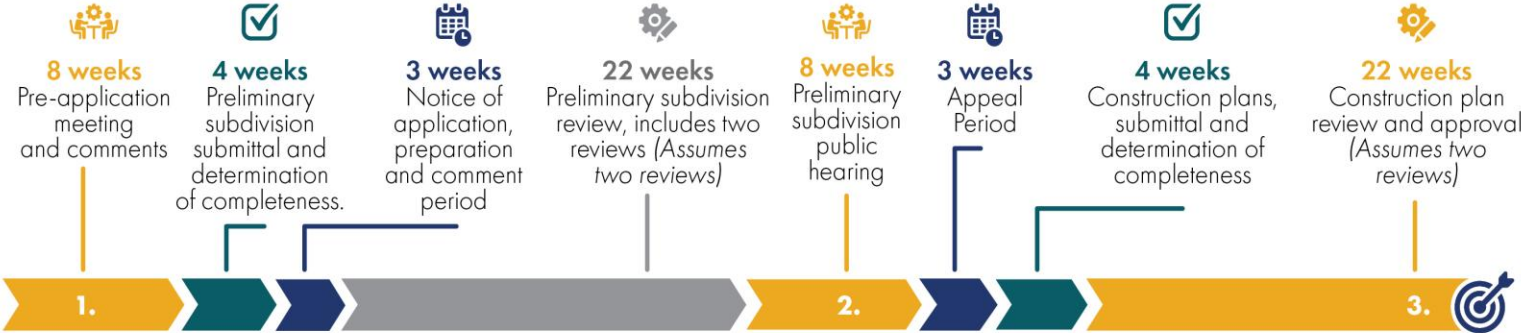 8 weeks
Pre-application
meeting
and comments
4 weeks
Preliminary
subdivision
submittal and
determination
of completeness.
3 weeks
Notice of
application,
preparation
and comment
period
22 weeks
Preliminary subdivision
review, includes two
reviews (Assumes
two reviews)
8 weeks
Preliminary
subdivision
public
hearing
3 weeks
Appeal
Period
4 weeks
Construction plans,
submittal and
determination of
completeness
22 weeks
Construction plan
review and approval
(Assumes two
reviews)
1.
2.
3.